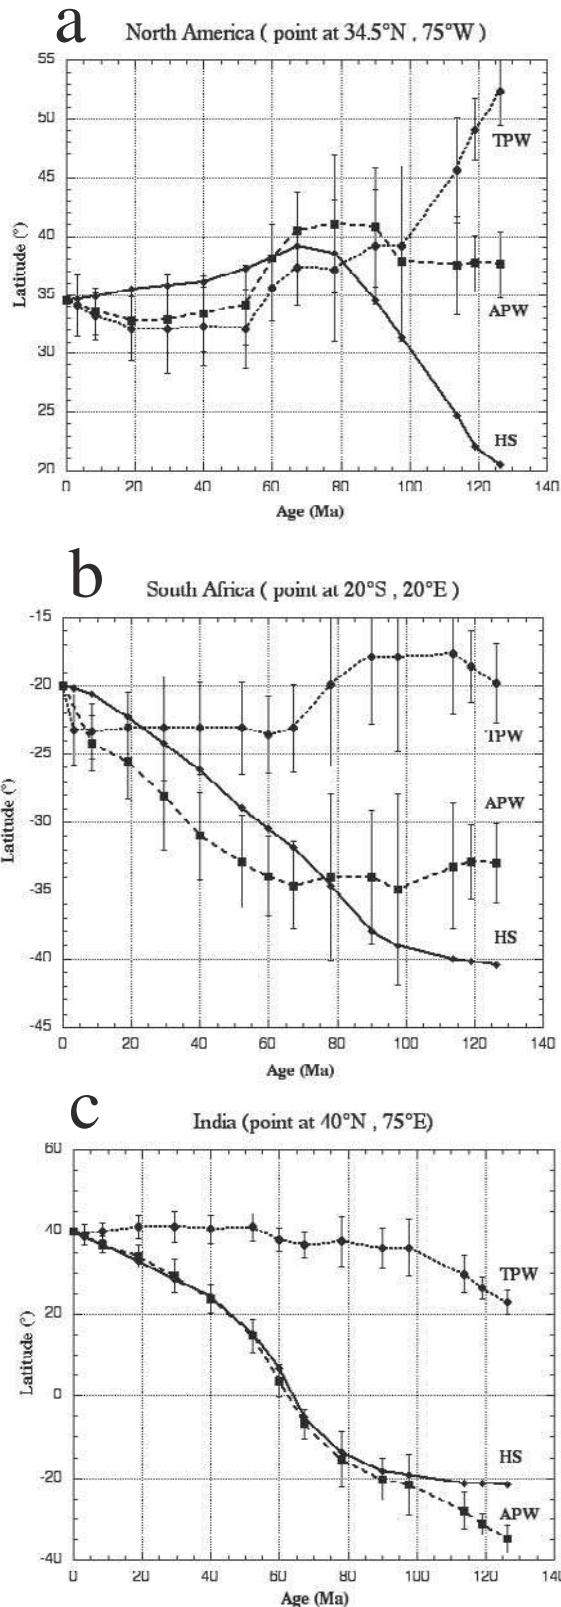 a
North America ( point at 34.5°N , 75°W )
55
50
45
40
35
30
25
20
Latitude (°)
TPW
APW
HS
0 20 40 60 80 100 120 140
Age (Ma)
b
South Africa ( point at 20°S , 20°E )
-15
-20
-25
-30
-35
-40
-45
Latitude (°)
TPW
APW
HS
0 20 40 60 80 100 120 140
Age (Ma)
c
India (point at 40°N , 75°E)
60
40
20
0
-20
-40
Latitude (°)
TPW
HS
APW
0 20 40 60 80 100 120 140
Age (Ma)